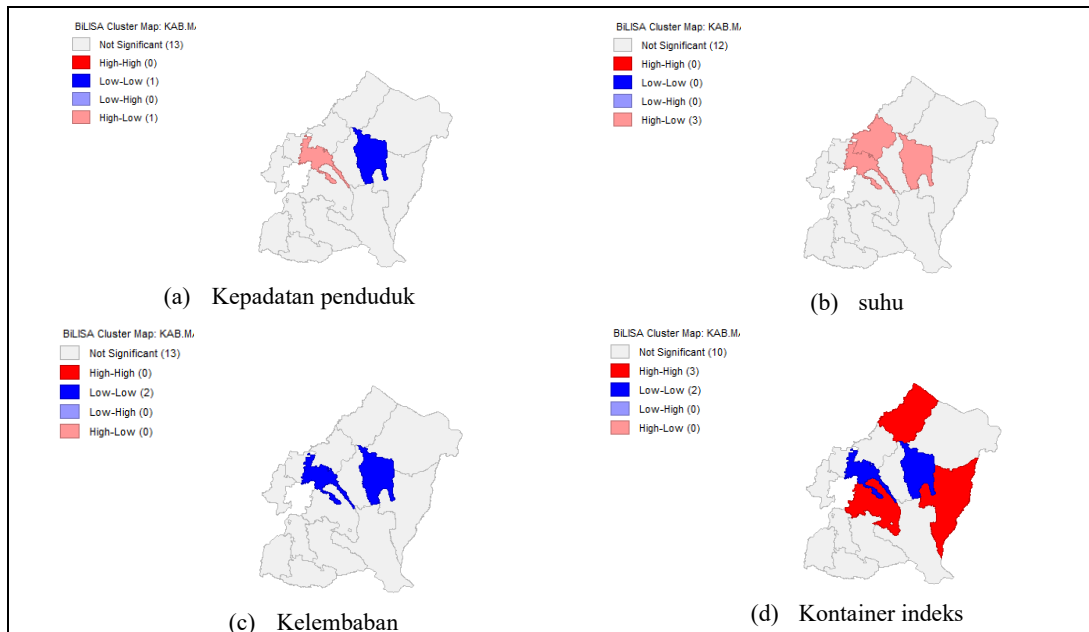 BiLISA Cluster Map: KAB.MA
Not Significant (13)
High-High (0)
Low-Low (1)
Low-High (0)
High-Low (1)
(a) Kepadatan penduduk
BiLISA Cluster Map: KAB.MA
Not Significant (12)
High-High (0)
Low-Low (0)
Low-High (0)
High-Low (3)
(b) suhu
BiLISA Cluster Map: KAB.MA
Not Significant (13)
High-High (0)
Low-Low (2)
Low-High (0)
High-Low (0)
(c) Kelembaban
BiLISA Cluster Map: KAB.MA
Not Significant (10)
High-High (3)
Low-Low (2)
Low-High (0)
High-Low (0)
(d) Kontainer indeks